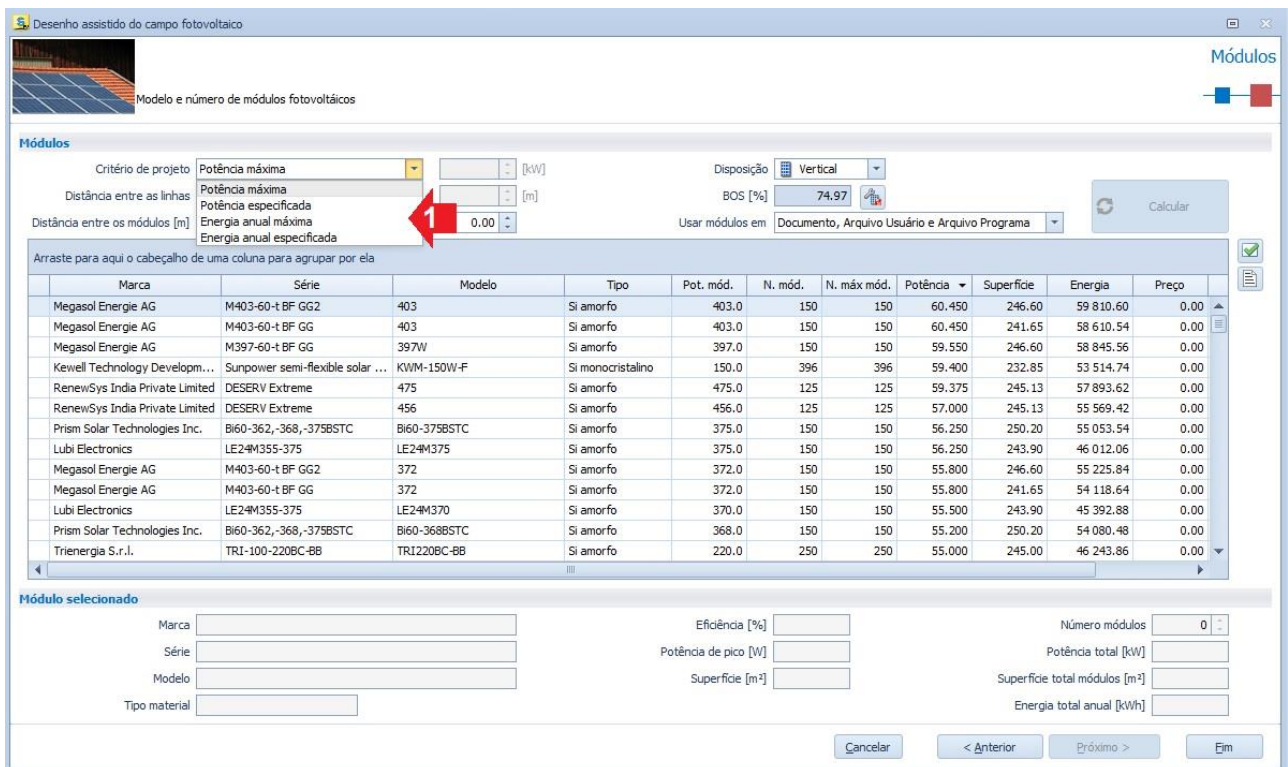 Desenho assistido do campo fotovoltaico
Módulos
Modelo e número de módulos fotovoltáicos
Módulos
Critério de projeto Potência máxima [kW] Disposição Vertical
Distância entre as linhas [m] BOS [%] 74.97
Distância entre os módulos [m] 0.00 Usar módulos em Documento, Arquivo Usuário e Arquivo Programa
Calcular
Potência máxima
Potência especificada
Energia anual máxima
Energia anual especificada
1
Arraste para aqui o cabeçalho de uma coluna para agrupar por ela
Marca Série Modelo Tipo Pot. mód. N. mód. N. máx mód. Potência Superfície Energia Preço
Megasol Energie AG M403-60-t BF GG2 403 Si amorfo 403.0 150 150 60.450 246.60 59 810.60 0.00
Megasol Energie AG M403-60-t BF GG 403 Si amorfo 403.0 150 150 60.450 241.65 58 610.54 0.00
Megasol Energie AG M397-60-t BF GG 397W Si amorfo 397.0 150 150 59.550 246.60 58 845.56 0.00
Kewell Technology Developm... Sunpower semi-flexible solar ... KWM-150W-F Si monocristalino 150.0 396 396 59.400 232.85 53 514.74 0.00
RenewSys India Private Limited DESERV Extreme 475 Si amorfo 475.0 125 125 59.375 245.13 57 893.62 0.00
RenewSys India Private Limited DESERV Extreme 456 Si amorfo 456.0 125 125 57.000 245.13 55 569.42 0.00
Prism Solar Technologies Inc. Bi60-362,-368,-375BSTC Bi60-375BSTC Si amorfo 375.0 150 150 56.250 250.20 55 053.54 0.00
Lubi Electronics LE24M355-375 LE24M375 Si amorfo 375.0 150 150 56.250 243.90 46 012.06 0.00
Megasol Energie AG M403-60-t BF GG2 372 Si amorfo 372.0 150 150 55.800 246.60 55 225.84 0.00
Megasol Energie AG M403-60-t BF GG 372 Si amorfo 372.0 150 150 55.800 241.65 54 118.64 0.00
Lubi Electronics LE24M355-375 LE24M370 Si amorfo 370.0 150 150 55.500 243.90 45 392.88 0.00
Prism Solar Technologies Inc. Bi60-362,-368,-375BSTC Bi60-368BSTC Si amorfo 368.0 150 150 55.200 250.20 54 080.48 0.00
Trienergia S.r.l. TRI-100-220BC-BB TRI220BC-BB Si amorfo 220.0 250 250 55.000 245.00 46 243.86 0.00
Módulo selecionado
Marca Eficiência [%] Número módulos 0
Série Potência de pico [W] Potência total [kW]
Modelo Superfície [m²] Superfície total módulos [m²]
Tipo material Energia total anual [kWh]
Cancelar < Anterior Próximo > Fim